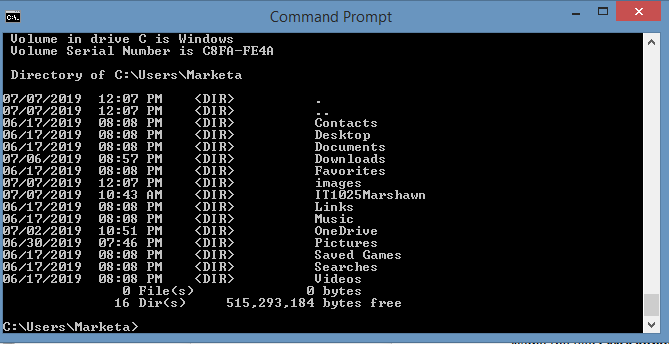 Command Prompt
Volume in drive C is Windows
Volume Serial Number is C8FA-FE4A
Directory of C:\Users\Marketa
07/07/2019  12:07 PM    <DIR>          .
07/07/2019  12:07 PM    <DIR>          ..
06/17/2019  08:08 PM    <DIR>          Contacts
06/17/2019  08:08 PM    <DIR>          Desktop
06/17/2019  08:08 PM    <DIR>          Documents
07/06/2019  08:57 PM    <DIR>          Downloads
06/17/2019  08:08 PM    <DIR>          Favorites
07/07/2019  12:07 PM    <DIR>          images
07/07/2019  10:43 AM    <DIR>          IT1025Marshawn
06/17/2019  08:08 PM    <DIR>          Links
06/17/2019  08:08 PM    <DIR>          Music
07/02/2019  10:51 PM    <DIR>          OneDrive
06/30/2019  07:46 PM    <DIR>          Pictures
06/17/2019  08:08 PM    <DIR>          Saved Games
06/17/2019  08:08 PM    <DIR>          Searches
06/17/2019  08:08 PM    <DIR>          Videos
0 File(s)              0 bytes
16 Dir(s)     515,293,184 bytes free
C:\Users\Marketa>